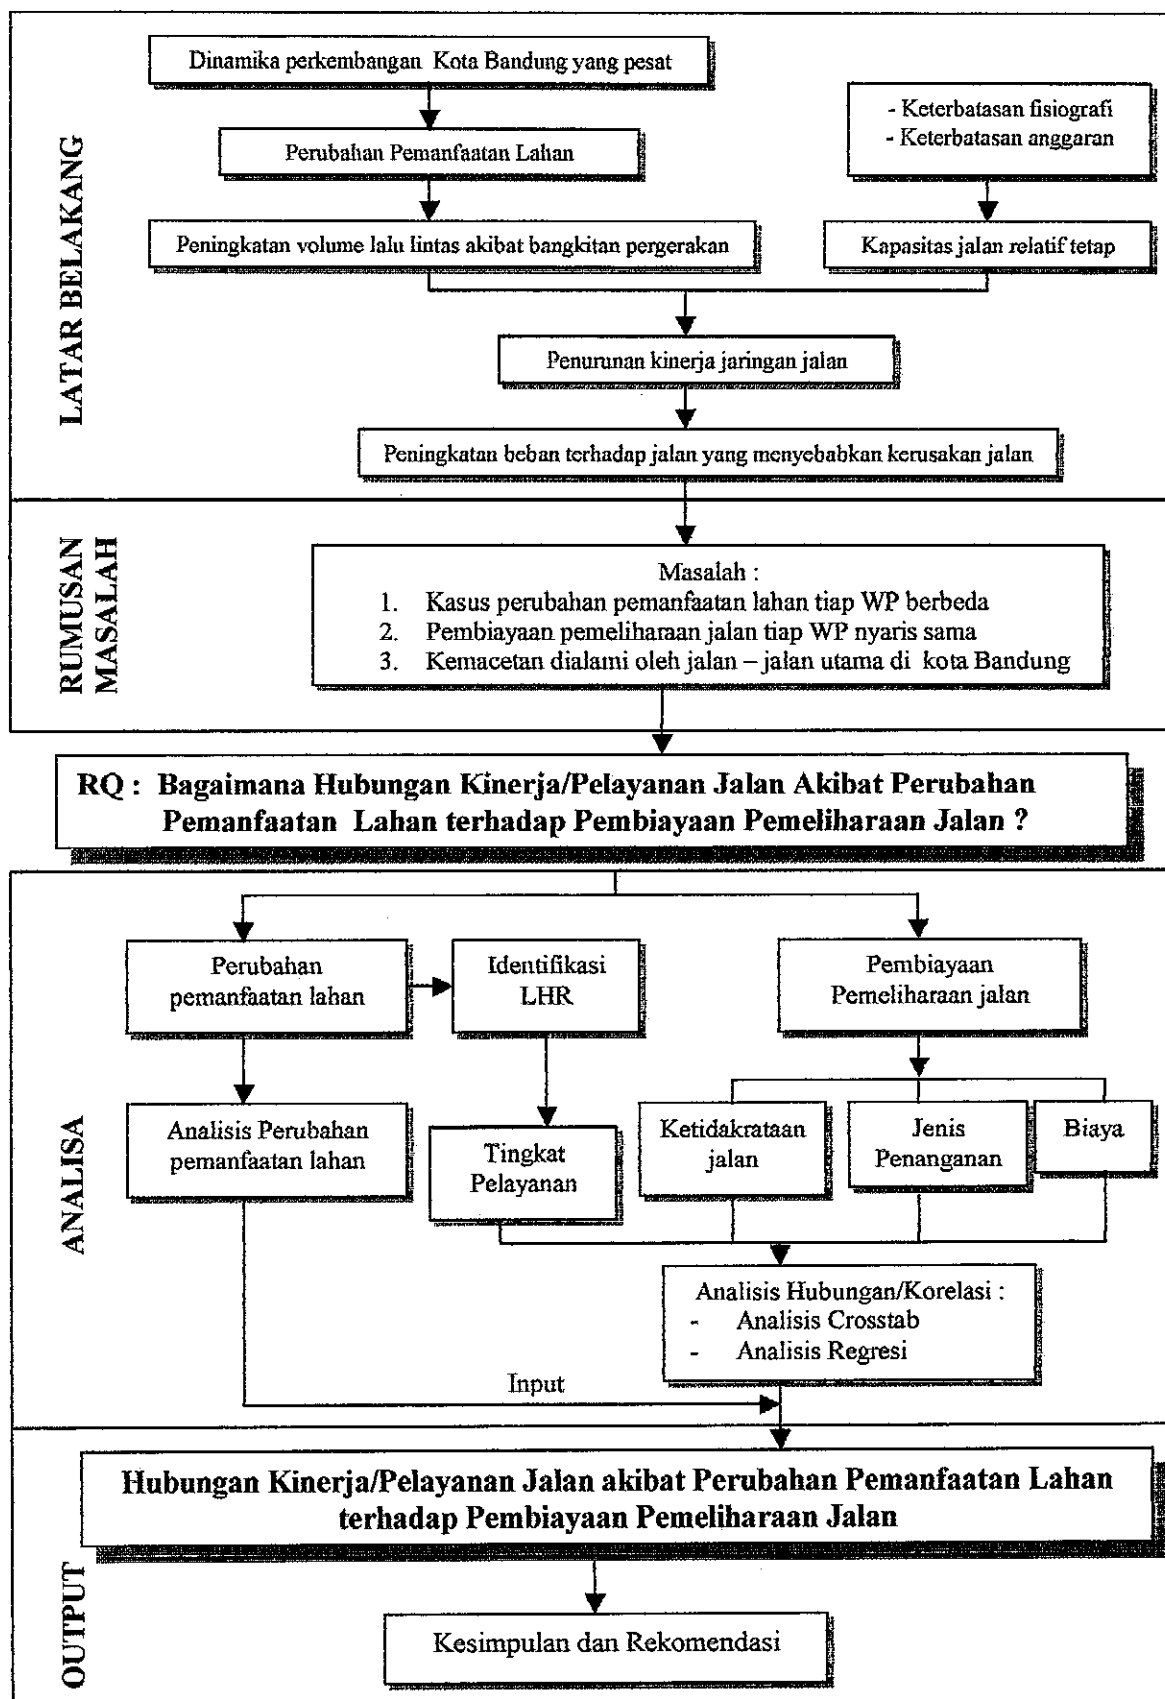 LATAR BELAKANG
Dinamika perkembangan Kota Bandung yang pesat
- Keterbatasan fisiografi
- Keterbatasan anggaran
Perubahan Pemanfaatan Lahan
Peningkatan volume lalu lintas akibat bangkitan pergerakan
Kapasitas jalan relatif tetap
Penurunan kinerja jaringan jalan
Peningkatan beban terhadap jalan yang menyebabkan kerusakan jalan
RUMUSAN
MASALAH
Masalah :
1. Kasus perubahan pemanfaatan lahan tiap WP berbeda
2. Pembiayaan pemeliharaan jalan tiap WP nyaris sama
3. Kemacetan dialami oleh jalan – jalan utama di kota Bandung
RQ : Bagaimana Hubungan Kinerja/Pelayanan Jalan Akibat Perubahan
Pemanfaatan Lahan terhadap Pembiayaan Pemeliharaan Jalan ?
ANALISA
Perubahan
pemanfaatan lahan
Identifikasi
LHR
Pembiayaan
Pemeliharaan jalan
Analisis Perubahan
pemanfaatan lahan
Tingkat
Pelayanan
Ketidakrataan
jalan
Jenis
Penanganan
Biaya
Analisis Hubungan/Korelasi :
- Analisis Crosstab
- Analisis Regresi
Input
OUTPUT
Hubungan Kinerja/Pelayanan Jalan akibat Perubahan Pemanfaatan Lahan
terhadap Pembiayaan Pemeliharaan Jalan
Kesimpulan dan Rekomendasi